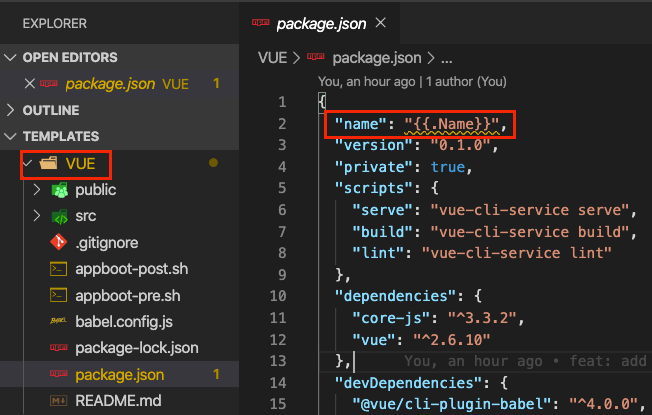 EXPLORER
OPEN EDITORS
package.json VUE 1
OUTLINE
TEMPLATES
VUE
public
src
.gitignore
appboot-post.sh
appboot-pre.sh
babel.config.js
package-lock.json
package.json 1
README.md
package.json
VUE > package.json > ...
You, an hour ago | 1 author (You)
1 {
2 "name": "{{.Name}}",
3 "version": "0.1.0",
4 "private": true,
5 "scripts": {
6 "serve": "vue-cli-service serve",
7 "build": "vue-cli-service build",
8 "lint": "vue-cli-service lint"
9 },
10 "dependencies": {
11 "core-js": "^3.3.2",
12 "vue": "^2.6.10"
13 }, You, an hour ago • feat: add
14 "devDependencies": {
15 "@vue/cli-plugin-babel": "^4.0.0",